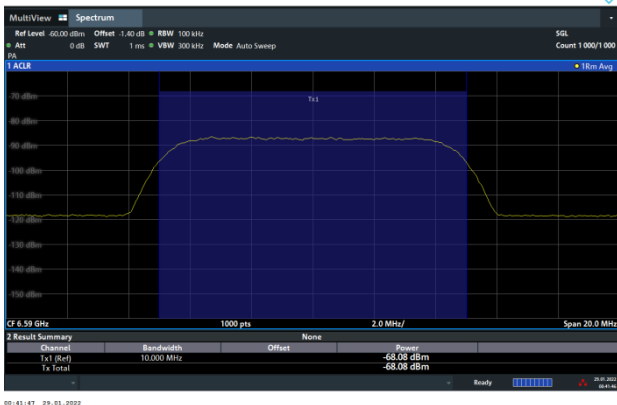 MultiView Spectrum
Ref Level -60.00 dBm Offset -1.40 dB RBW 100 kHz SGL
Att 0 dB SWT 1 ms VBW 300 kHz Mode Auto Sweep Count 1000/1000
PA
1 ACLR 1Rm Avg
Tx1
-70 dBm
-80 dBm
-90 dBm
-100 dBm
-110 dBm
-120 dBm
-130 dBm
-140 dBm
-150 dBm
CF 6.59 GHz 1000 pts 2.0 MHz/ Span 20.0 MHz
2 Result Summary None
Channel Bandwidth Offset Power
Tx1 (Ref) 10.000 MHz -68.08 dBm
Tx Total -68.08 dBm
Ready 29.01.2022
00:41:46
00:41:47 29.01.2022